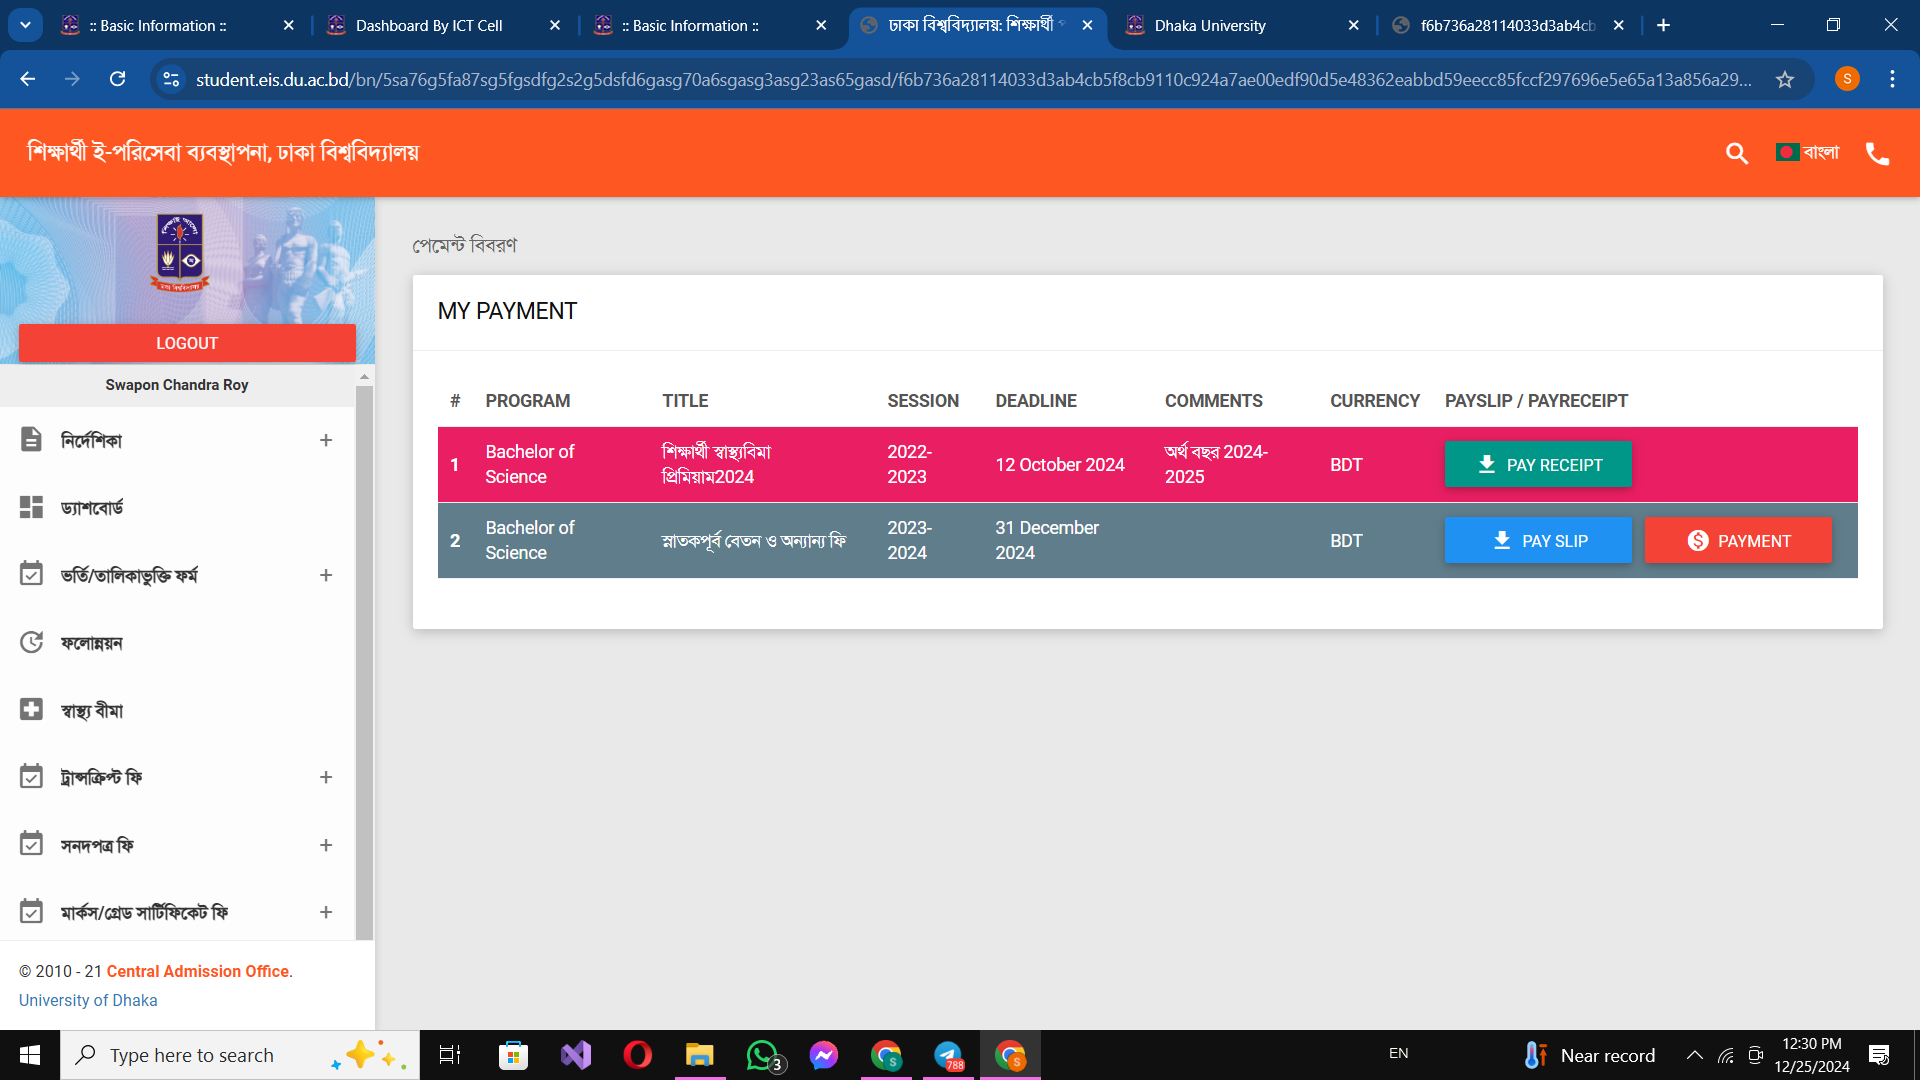 :: Basic Information ::
Dashboard By ICT Cell
:: Basic Information ::
ঢাকা বিশ্ববিদ্যালয়: শিক্ষার্থী
Dhaka University
f6b736a28114033d3ab4cb
student.eis.du.ac.bd/bn/5sa76g5fa87sg5fgsdfg2s2g5dsfd6gasg70a6sgasg3asg23as65gasd/f6b736a28114033d3ab4cb5f8cb9110c924a7ae00edf90d5e48362eabbd59eecc85fccf297696e5e65a13a856a29...
S
শিক্ষার্থী ই-পরিসেবা ব্যবস্থাপনা, ঢাকা বিশ্ববিদ্যালয়
বাংলা
LOGOUT
Swapon Chandra Roy
নির্দেশিকা +
ড্যাশবোর্ড
ভর্তি/তালিকাভুক্তি ফর্ম +
ফলোন্নয়ন
স্বাস্থ্য বীমা
ট্রান্সক্রিপ্ট ফি +
সনদপত্র ফি +
মার্কস/গ্রেড সার্টিফিকেট ফি +
© 2010 - 21 Central Admission Office.
University of Dhaka
পেমেন্ট বিবরণ
MY PAYMENT
# PROGRAM TITLE SESSION DEADLINE COMMENTS CURRENCY PAYSLIP / PAYRECEIPT
1 Bachelor of Science শিক্ষার্থী স্বাস্থ্যবিমা প্রিমিয়াম2024 2022-2023 12 October 2024 অর্থ বছর 2024-2025 BDT PAY RECEIPT
2 Bachelor of Science স্নাতকপূর্ব বেতন ও অন্যান্য ফি 2023-2024 31 December 2024 BDT PAY SLIP PAYMENT
Type here to search
3
S
788
S
EN
Near record
12:30 PM
12/25/2024